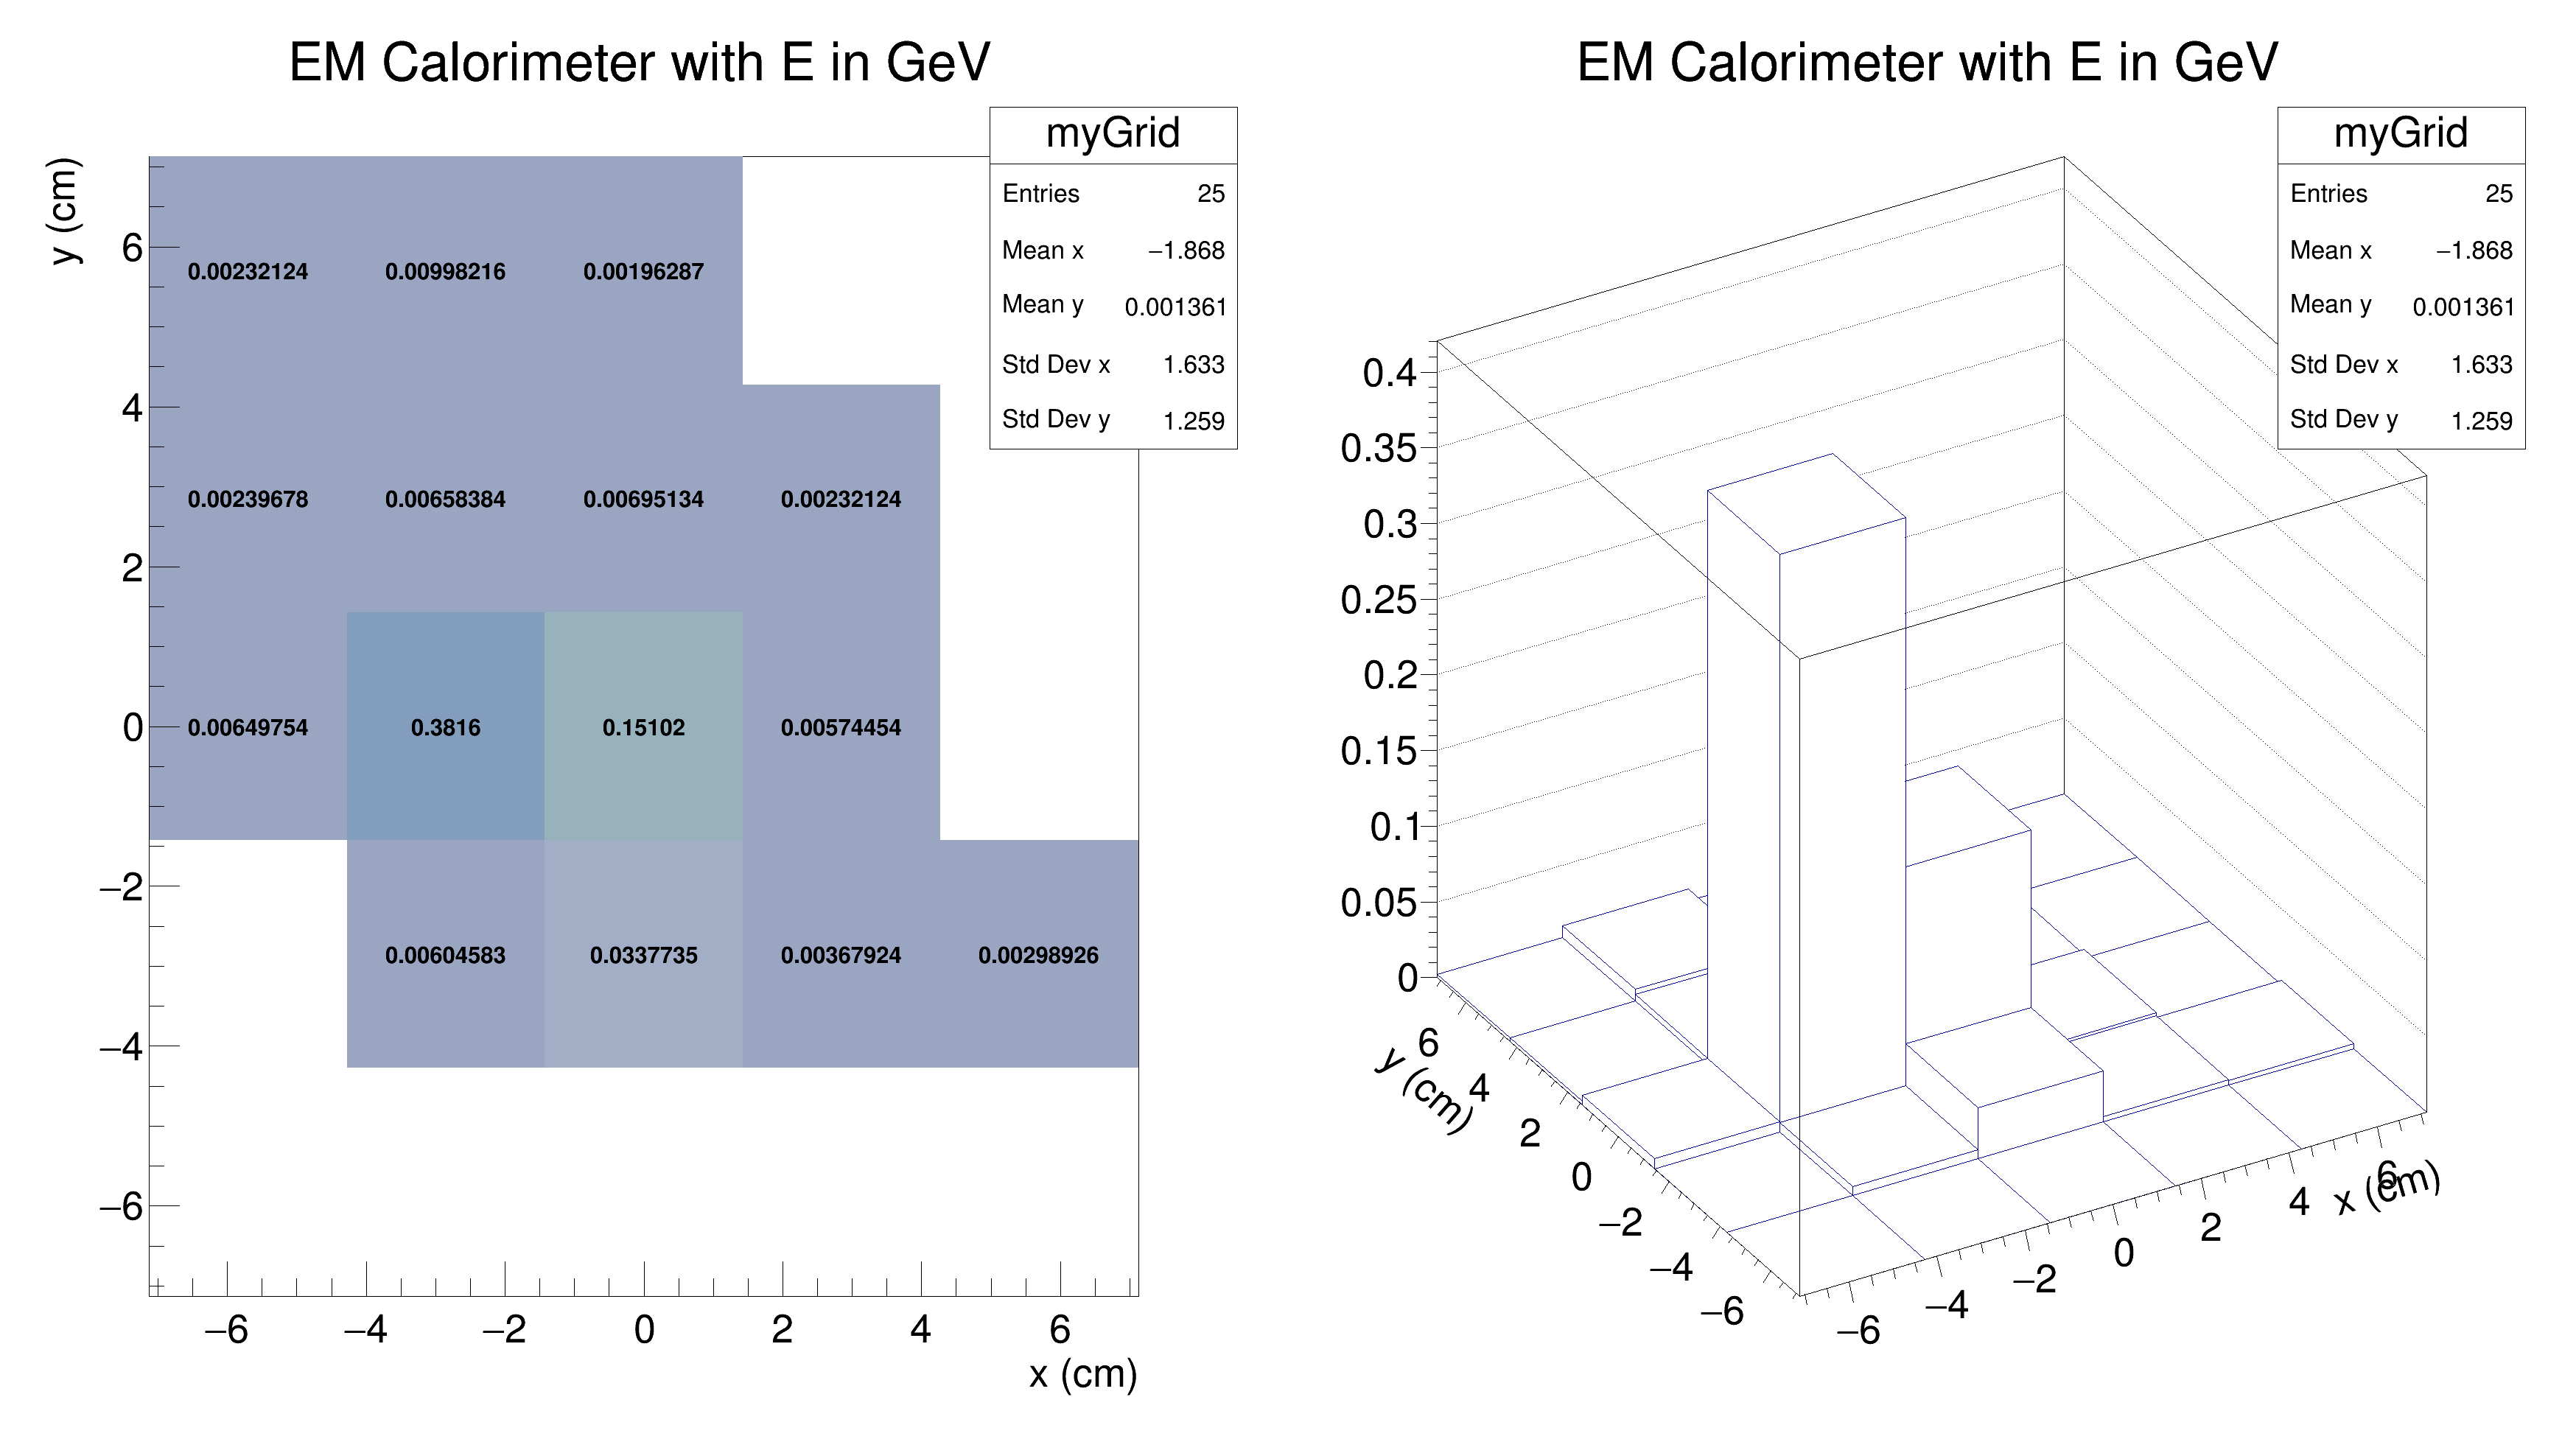 EM Calorimeter with E in GeV
myGrid
Entries 25
Mean x −1.868
Mean y 0.001361
Std Dev x 1.633
Std Dev y 1.259
y (cm)
6
4
2
0
−2
−4
−6
0.00232124 0.00998216 0.00196287
0.00239678 0.00658384 0.00695134 0.00232124
0.00649754 0.3816 0.15102 0.00574454
0.00604583 0.0337735 0.00367924 0.00298926
−6 −4 −2 0 2 4 6
x (cm)
EM Calorimeter with E in GeV
myGrid
Entries 25
Mean x −1.868
Mean y 0.001361
Std Dev x 1.633
Std Dev y 1.259
0.4
0.35
0.3
0.25
0.2
0.15
0.1
0.05
0
y (cm)
6
4
2
0
−2
−4
−6
−6 −4 −2 0 2 4 6
x (cm)